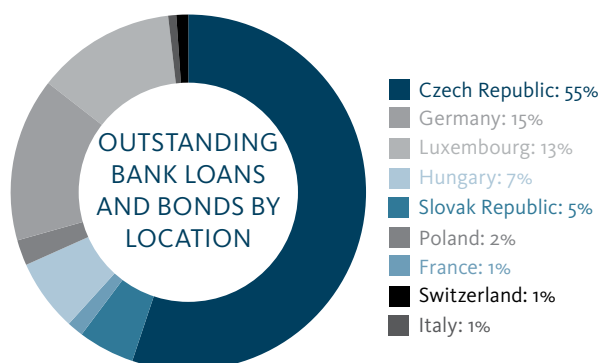 OUTSTANDING
BANK LOANS
AND BONDS BY
LOCATION
Czech Republic: 55%
Germany: 15%
Luxembourg: 13%
Hungary: 7%
Slovak Republic: 5%
Poland: 2%
France: 1%
Switzerland: 1%
Italy: 1%